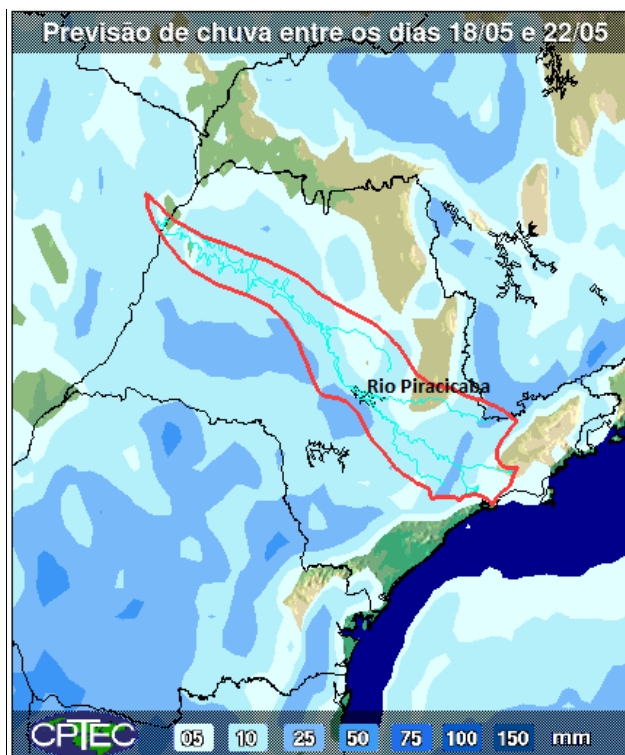 Previsão de chuva entre os dias 18/05 e 22/05
Rio Piracicaba
CPTEC 05 10 25 50 75 100 150 mm